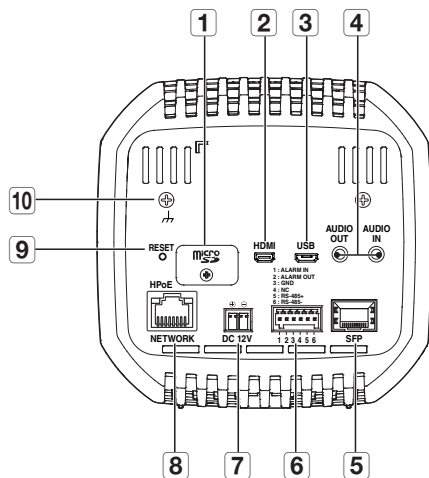 1 2 3 4
10
9
RESET
micro SD
HDMI
USB
AUDIO OUT
AUDIO IN
1 : ALARM IN
2 : ALARM OUT
3 : GND
4 : NC
5 : RS-485+
6 : RS-485-
HPoE
NETWORK
DC 12V
1 2 3 4 5 6
SFP
8 7 6 5